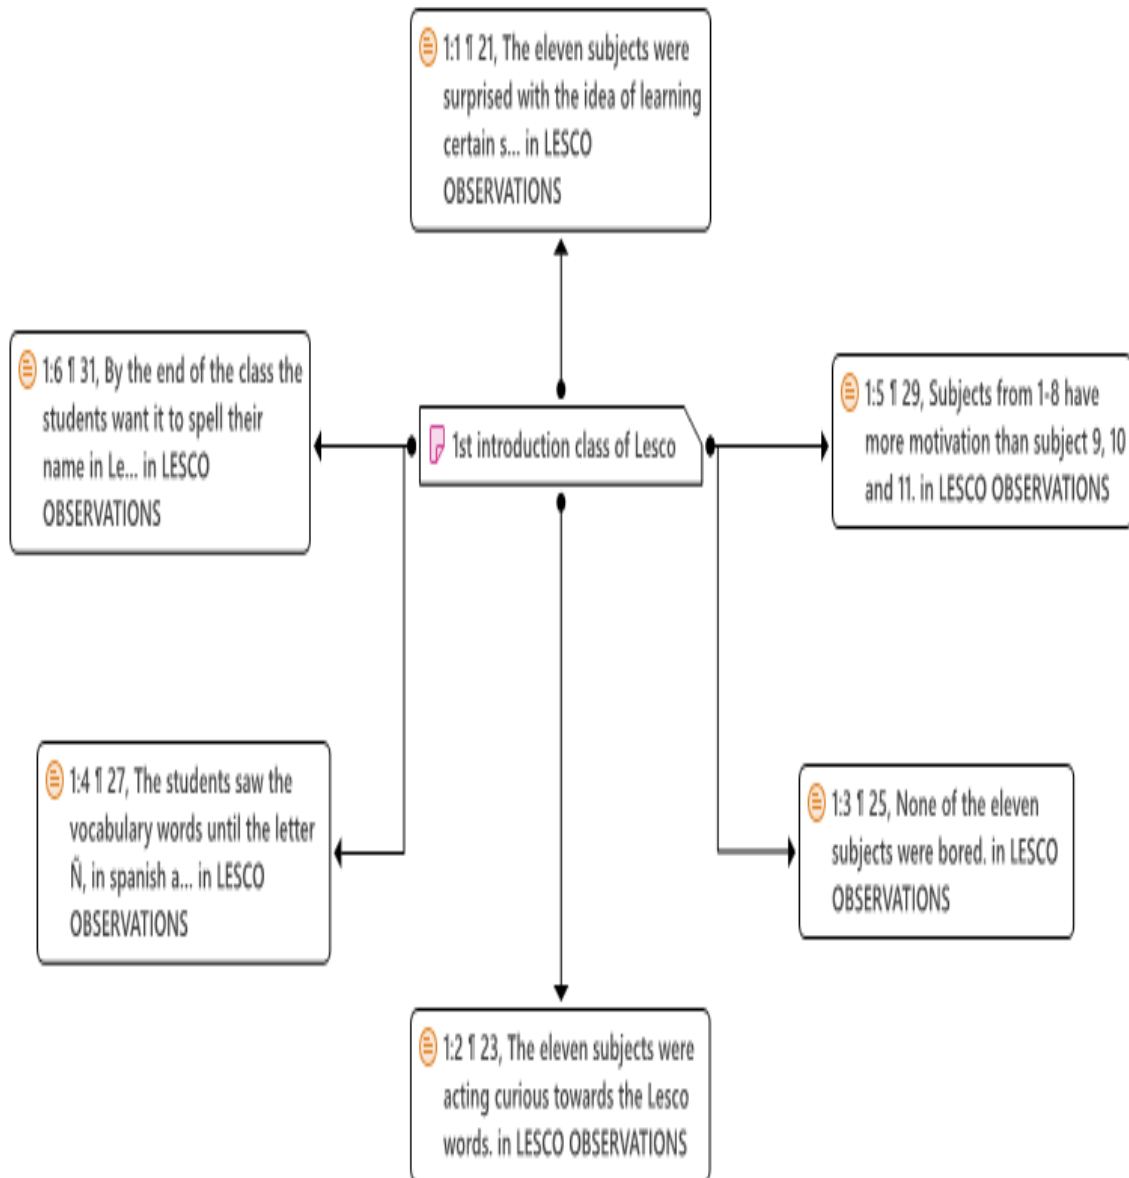 1:1 ¶ 21, The eleven subjects were
surprised with the idea of learning
certain s... in LESCO
OBSERVATIONS
1:6 ¶ 31, By the end of the class the
students want it to spell their
name in Le... in LESCO
OBSERVATIONS
1st introduction class of Lesco
1:5 ¶ 29, Subjects from 1-8 have
more motivation than subject 9, 10
and 11. in LESCO OBSERVATIONS
1:4 ¶ 27, The students saw the
vocabulary words until the letter
Ñ, in spanish a... in LESCO
OBSERVATIONS
1:3 ¶ 25, None of the eleven
subjects were bored. in LESCO
OBSERVATIONS
1:2 ¶ 23, The eleven subjects were
acting curious towards the Lesco
words. in LESCO OBSERVATIONS